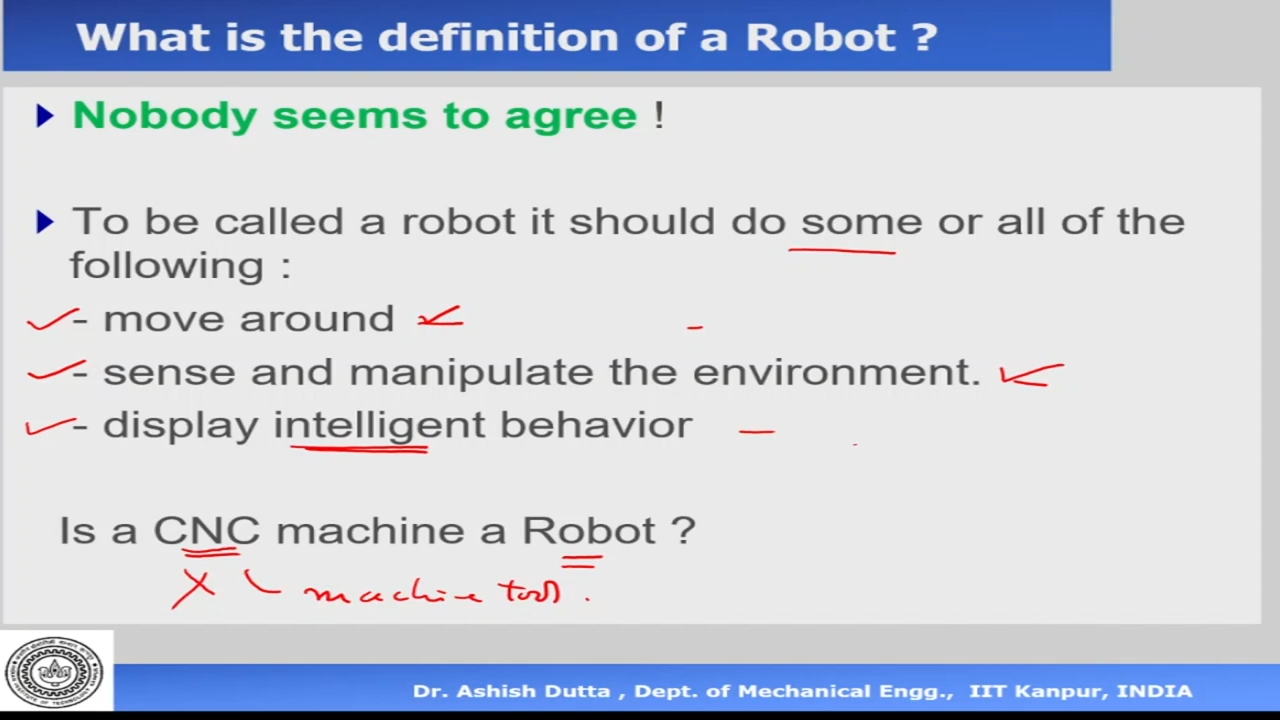 What is the definition of a Robot ?
Nobody seems to agree !
To be called a robot it should do some or all of the
following :
- move around
- sense and manipulate the environment.
- display intelligent behavior
Is a CNC machine a Robot ?
machine tool .
Dr. Ashish Dutta , Dept. of Mechanical Engg., IIT Kanpur, INDIA